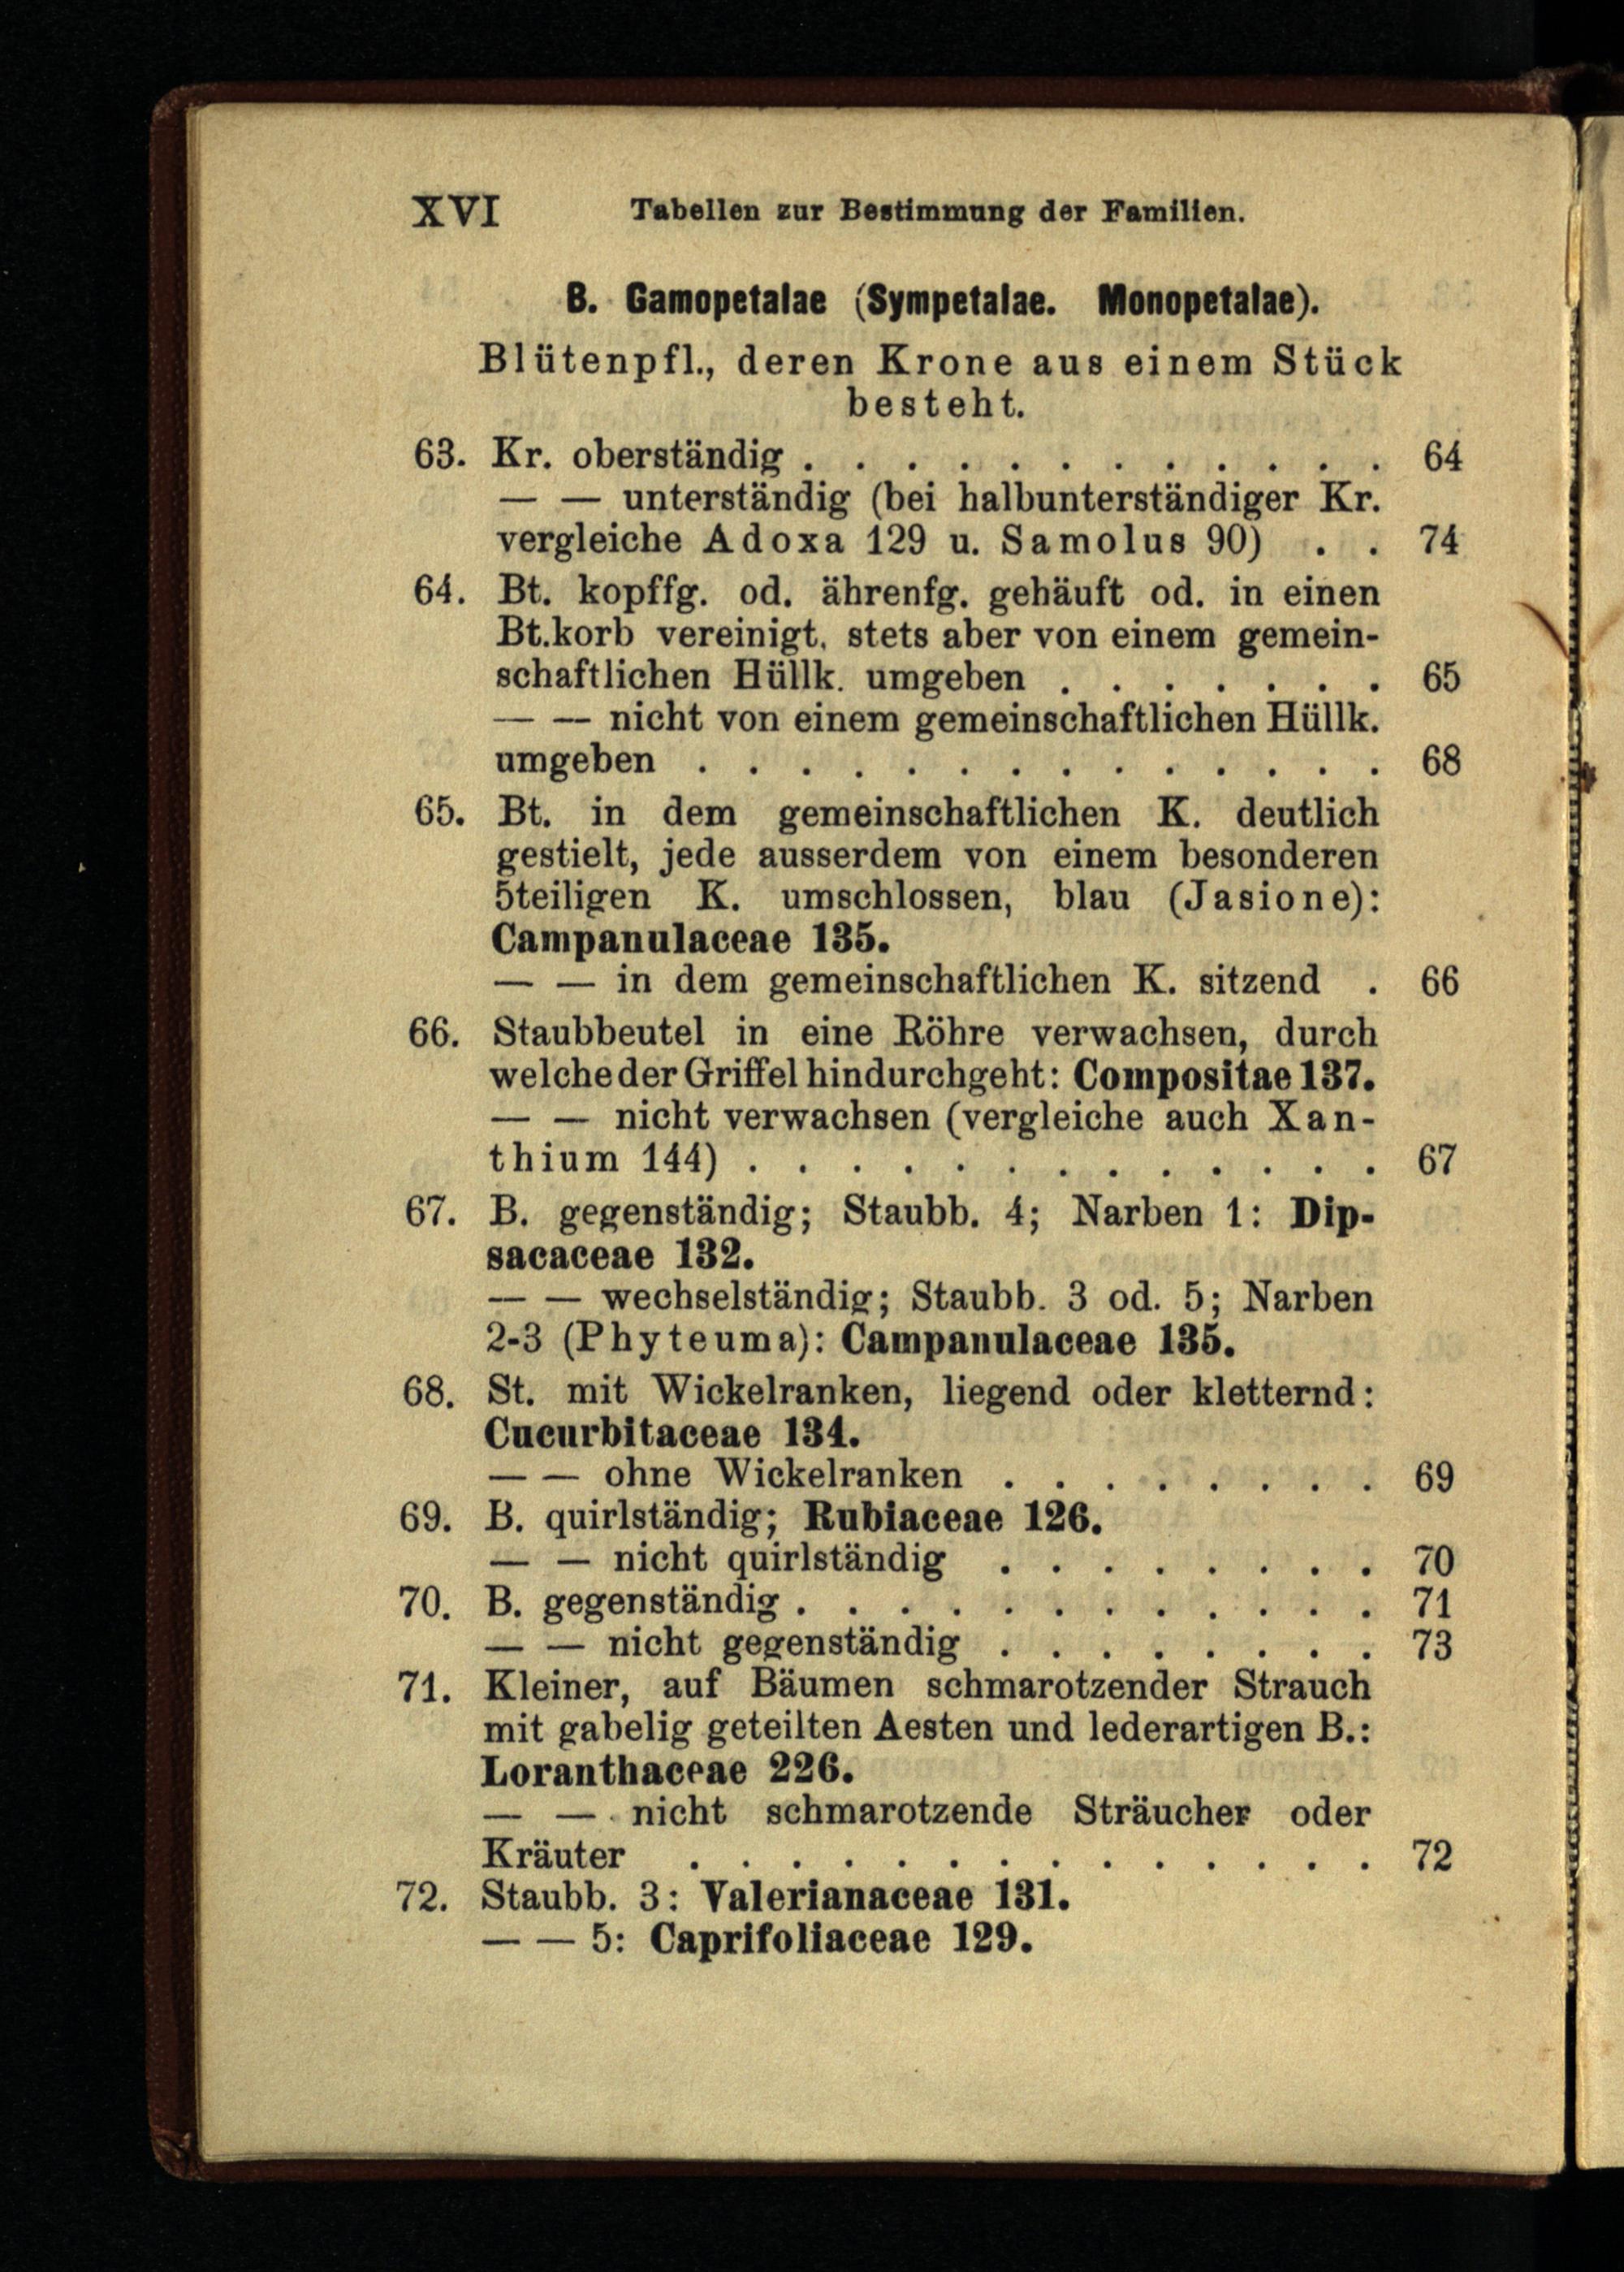 XVI Tabellen zur Bestimmung der Familien.
B. Gamopetalae (Sympetalae. Monopetalae).
Blütenpfl., deren Krone aus einem Stück
besteht.
63. Kr. oberständig . . . . . . . . . . . . 64
— — unterständig (bei halbunterständiger Kr.
vergleiche Adoxa 129 u. Samolus 90) . . 74
64. Bt. kopffg. od. ährenfg. gehäuft od. in einen
Bt.korb vereinigt, stets aber von einem gemein-
schaftlichen Hüllk. umgeben . . . . . . . 65
— — nicht von einem gemeinschaftlichen Hüllk.
umgeben . . . . . . . . . . . . . . 68
65. Bt. in dem gemeinschaftlichen K. deutlich
gestielt, jede ausserdem von einem besonderen
5teiligen K. umschlossen, blau (Jasione):
Campanulaceae 135.
— — in dem gemeinschaftlichen K. sitzend . 66
66. Staubbeutel in eine Röhre verwachsen, durch
welche der Griffel hindurchgeht: Compositae 137.
— — nicht verwachsen (vergleiche auch Xan-
thium 144) . . . . . . . . . . . . . 67
67. B. gegenständig; Staubb. 4; Narben 1: Dip-
sacaceae 132.
— — wechselständig; Staubb. 3 od. 5; Narben
2-3 (Phyteuma): Campanulaceae 135.
68. St. mit Wickelranken, liegend oder kletternd:
Cucurbitaceae 134.
— — ohne Wickelranken . . . . . . . . 69
69. B. quirlständig; Rubiaceae 126.
— — nicht quirlständig . . . . . . . . 70
70. B. gegenständig . . . . . . . . . . . . 71
— — nicht gegenständig . . . . . . . . 73
71. Kleiner, auf Bäumen schmarotzender Strauch
mit gabelig geteilten Aesten und lederartigen B.:
Loranthaceae 226.
— — nicht schmarotzende Sträucher oder
Kräuter . . . . . . . . . . . . . . 72
72. Staubb. 3: Valerianaceae 131.
— — 5: Caprifoliaceae 129.